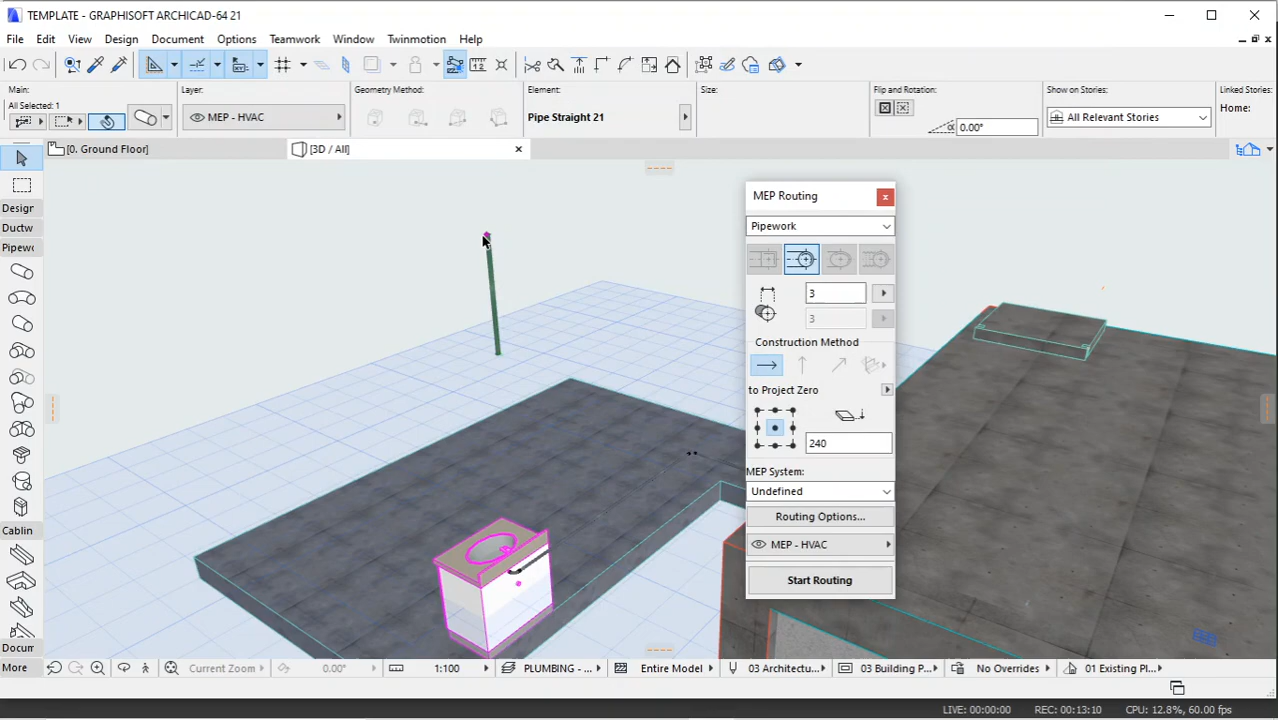 TEMPLATE - GRAPHISOFT ARCHICAD-64 21
File Edit View Design Document Options Teamwork Window Twinmotion Help
Main: Layer: Geometry Method: Element: Size: Flip and Rotation: Show on Stories: Linked Stories:
All Selected: 1
MEP - HVAC Pipe Straight 21 All Relevant Stories Home:
0.00°
[0. Ground Floor] [3D / All]
Design
Ductw
Pipewo
Cablin
Docum
More
MEP Routing
Pipework
3
3
Construction Method
to Project Zero
240
MEP System:
Undefined
Routing Options...
MEP - HVAC
Start Routing
Current Zoom 0.00° 1:100 PLUMBING - ... Entire Model 03 Architectu... 03 Building P... No Overrides 01 Existing Pl...
LIVE: 00:00:00 REC: 00:13:10 CPU: 12.8%, 60.00 fps